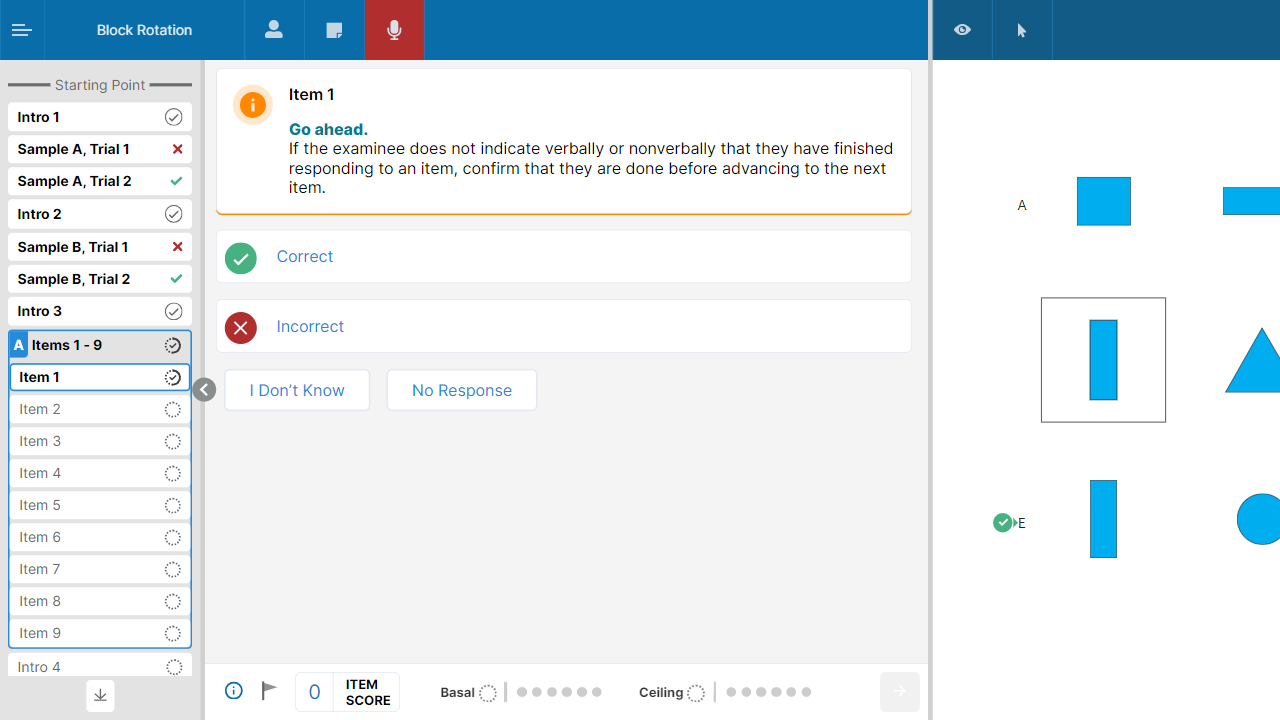 Block Rotation
Starting Point
Intro 1
Sample A, Trial 1
Sample A, Trial 2
Intro 2
Sample B, Trial 1
Sample B, Trial 2
Intro 3
A Items 1 - 9
Item 1
Item 2
Item 3
Item 4
Item 5
Item 6
Item 7
Item 8
Item 9
Intro 4
Item 1
Go ahead.
If the examinee does not indicate verbally or nonverbally that they have finished
responding to an item, confirm that they are done before advancing to the next
item.
Correct
Incorrect
I Don’t Know
No Response
0 ITEM
SCORE
Basal
Ceiling
A
E